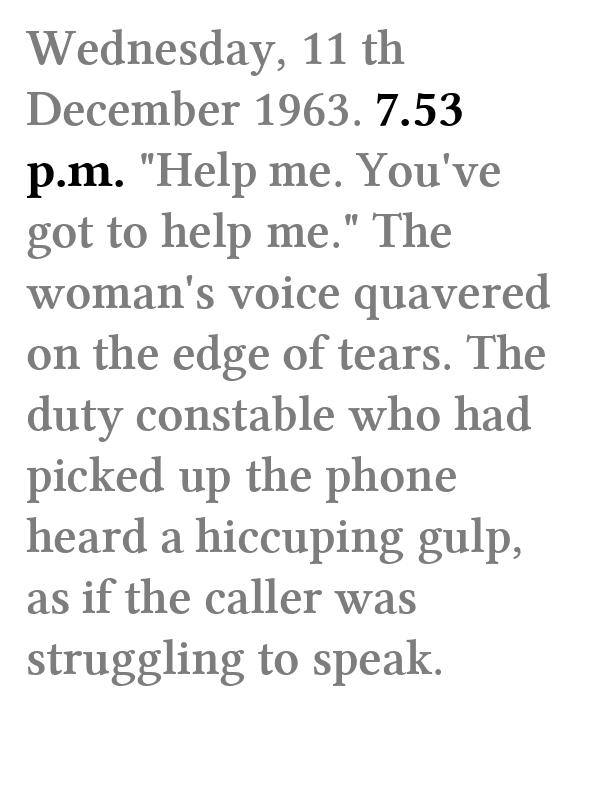 Wednesday, 11 th
December 1963. 7.53
p.m. "Help me. You've
got to help me." The
woman's voice quavered
on the edge of tears. The
duty constable who had
picked up the phone
heard a hiccuping gulp,
as if the caller was
struggling to speak.